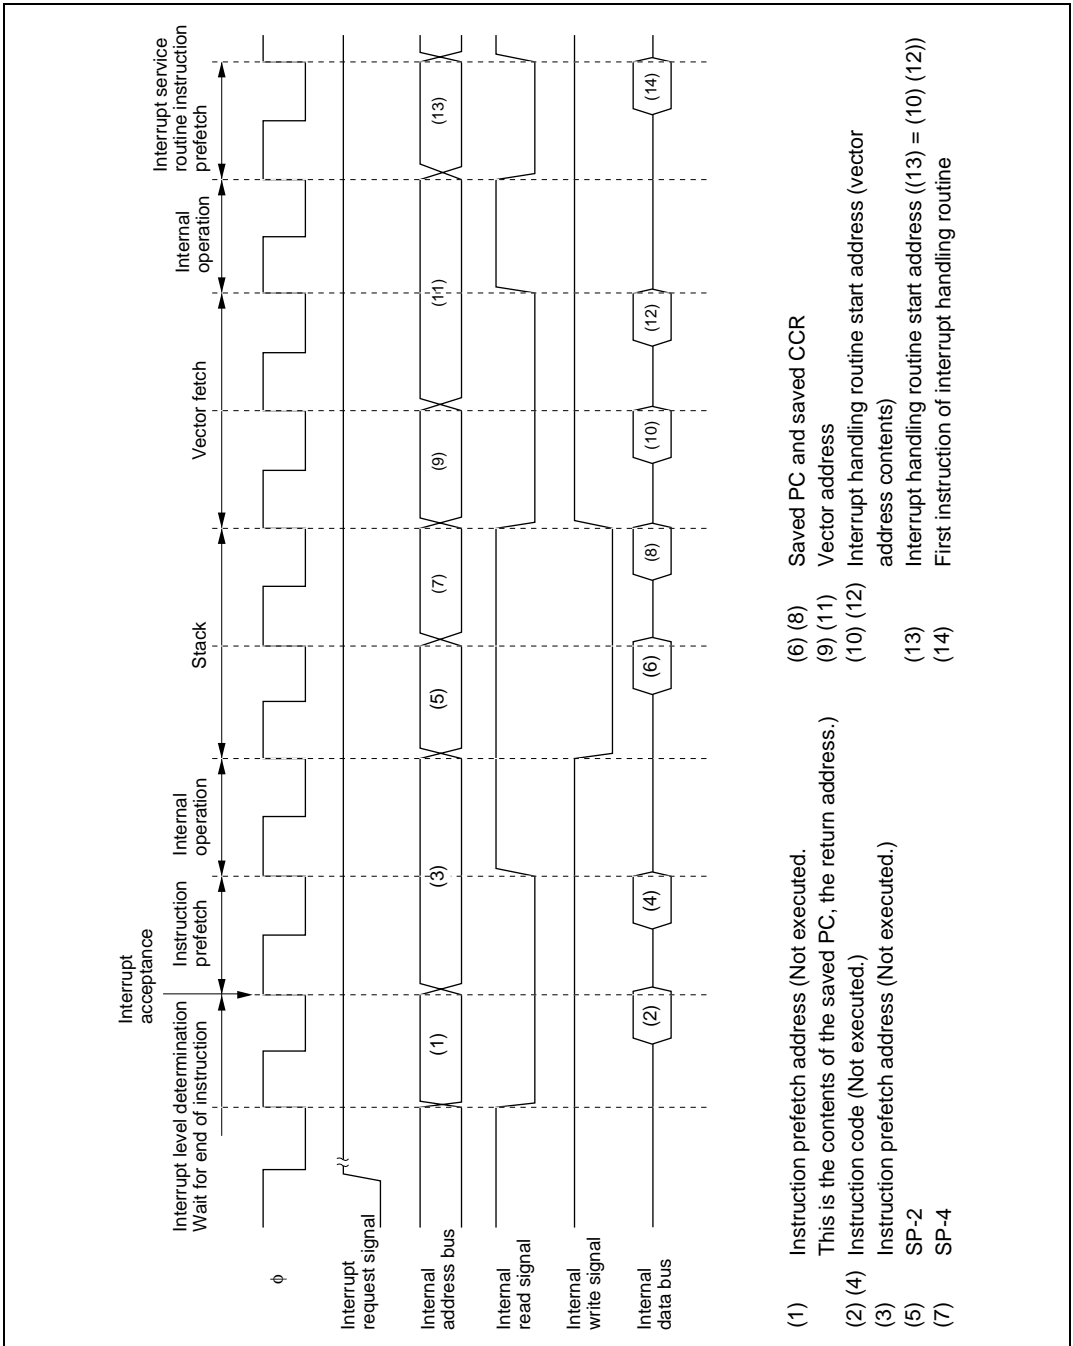 Interrupt
acceptance
Interrupt level determination
Wait for end of instruction
Instruction
prefetch
Internal
operation
Stack
Vector fetch
Internal
operation
Interrupt service
routine instruction
prefetch
ϕ
Interrupt
request signal
Internal
address bus
(1)
(3)
(5)
(7)
(9)
(11)
(13)
Internal
read signal
Internal
write signal
Internal
data bus
(2)
(4)
(6)
(8)
(10)
(12)
(14)
(1) Instruction prefetch address (Not executed.
This is the contents of the saved PC, the return address.)
(2) (4) Instruction code (Not executed.)
(3) Instruction prefetch address (Not executed.)
(5) SP-2
(7) SP-4
(6) (8) Saved PC and saved CCR
(9) (11) Vector address
(10) (12) Interrupt handling routine start address (vector
address contents)
(13) Interrupt handling routine start address ((13) = (10) (12))
(14) First instruction of interrupt handling routine